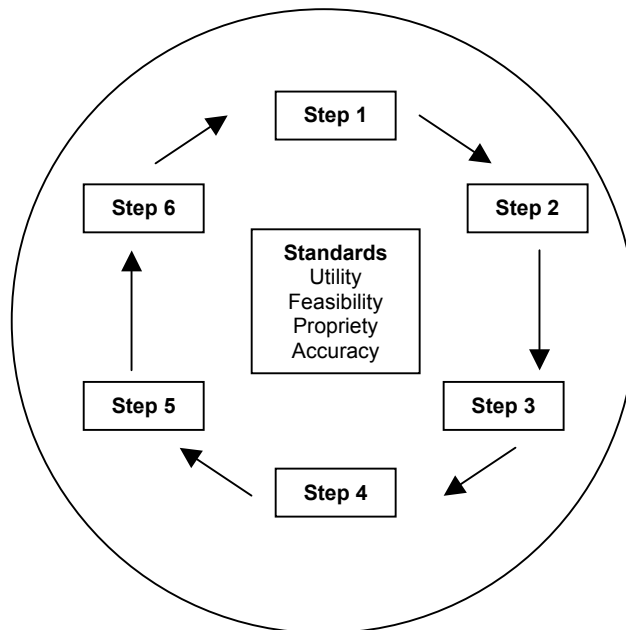 Step 1
Step 2
Step 3
Step 4
Step 5
Step 6
Standards
Utility
Feasibility
Propriety
Accuracy